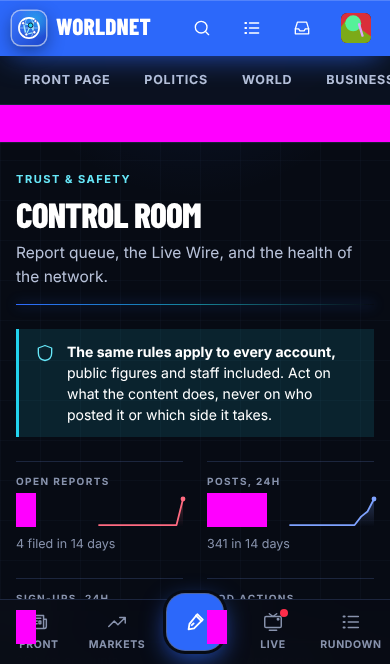 WORLDNET
FRONT PAGE POLITICS WORLD BUSINESS
TRUST & SAFETY
CONTROL ROOM
Report queue, the Live Wire, and the health of
the network.
The same rules apply to every account,
public figures and staff included. Act on
what the content does, never on who
posted it or which side it takes.
OPEN REPORTS
4 filed in 14 days
POSTS, 24H
341 in 14 days
SIGN-UPS, 24H
MOD ACTIONS
FRONT MARKETS LIVE RUNDOWN